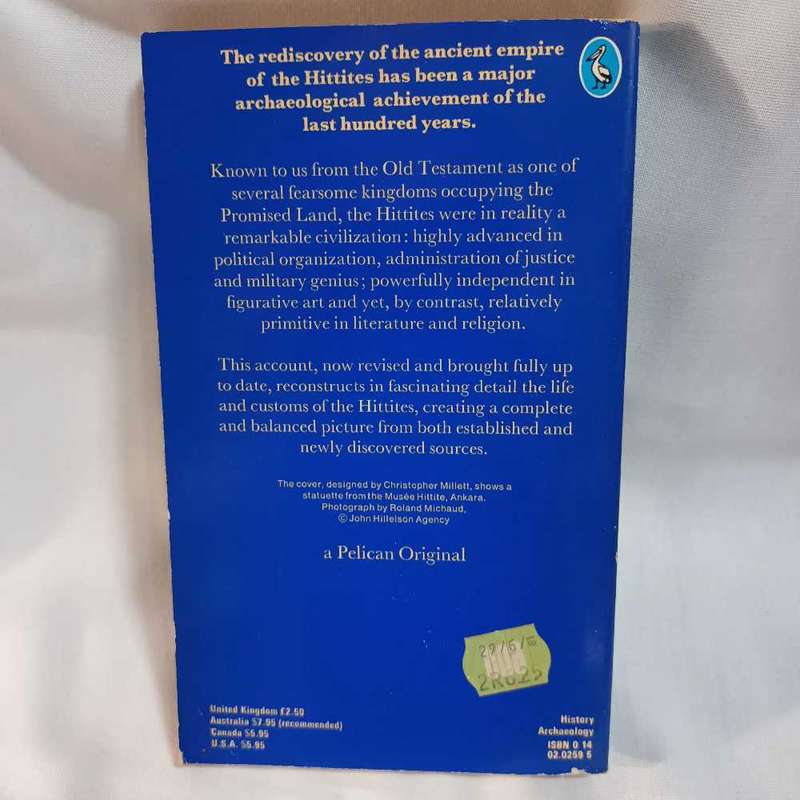 The rediscovery of the ancient empire
of the Hittites has been a major
archaeological achievement of the
last hundred years.
Known to us from the Old Testament as one of
several fearsome kingdoms occupying the
Promised Land, the Hittites were in reality a
remarkable civilization: highly advanced in
political organization, administration of justice
and military genius; powerfully independent in
figurative art and yet, by contrast, relatively
primitive in literature and religion.
This account, now revised and brought fully up
to date, reconstructs in fascinating detail the life
and customs of the Hittites, creating a complete
and balanced picture from both established and
newly discovered sources.
The cover, designed by Christopher Millett, shows a
statuette from the Musée Hittite, Ankara.
Photograph by Roland Michaud,
© John Hillelson Agency
a Pelican Original
29/6/
2R625
United Kingdom £2.50
Australia $7.95 (recommended)
Canada $5.95
U.S.A. $5.95
History
Archaeology
ISBN 0 14
02.0259 5